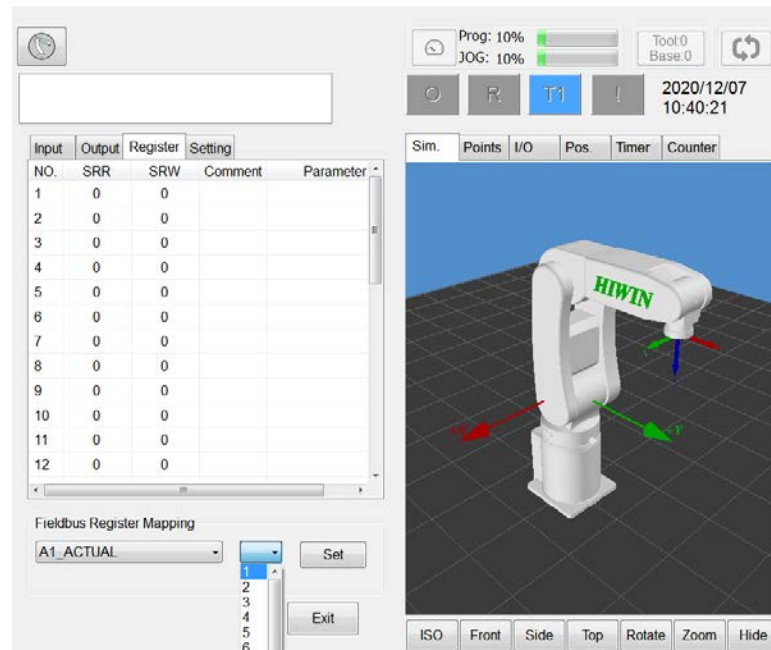 Prog: 10%
JOG: 10%
Tool:0
Base:0
O R T1 !
2020/12/07
10:40:21
Input Output Register Setting
NO. SRR SRW Comment Parameter
1 0 0
2 0 0
3 0 0
4 0 0
5 0 0
6 0 0
7 0 0
8 0 0
9 0 0
10 0 0
11 0 0
12 0 0
Fieldbus Register Mapping
A1_ACTUAL Set
1
2
3
4
5
6
Exit
Sim. Points I/O Pos. Timer Counter
HIWIN
+Y
ISO Front Side Top Rotate Zoom Hide